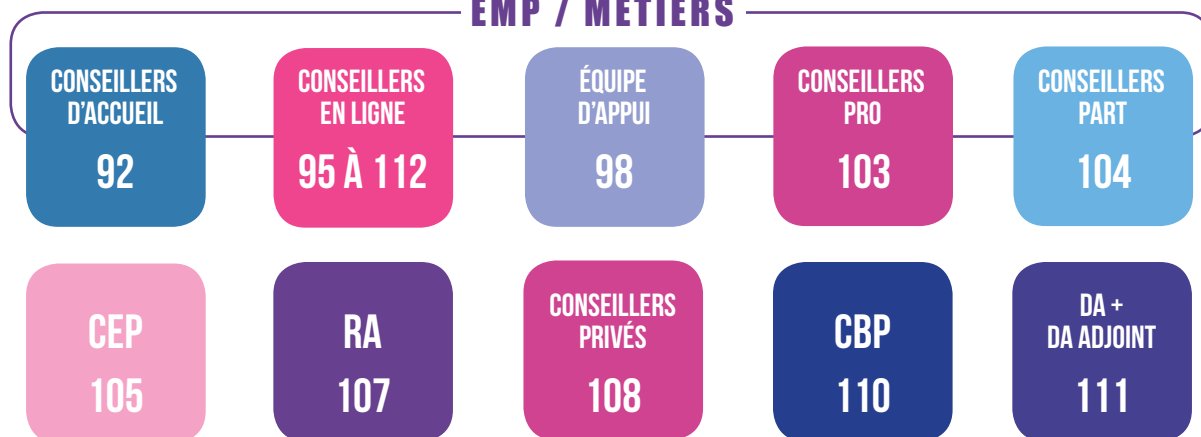 EMP / MÉTIERS
CONSEILLERS
D'ACCUEIL
92
CONSEILLERS
EN LIGNE
95 À 112
ÉQUIPE
D'APPUI
98
CONSEILLERS
PRO
103
CONSEILLERS
PART
104
CEP
105
RA
107
CONSEILLERS
PRIVÉS
108
CBP
110
DA +
DA ADJOINT
111